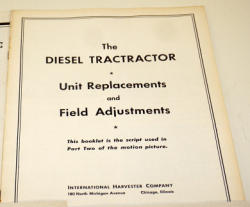 The
DIESEL TRACTRACTOR
*
Unit Replacements
and
Field Adjustments
*
This booklet is the script used in
Part Two of the motion picture.
INTERNATIONAL HARVESTER COMPANY
180 North Michigan Avenue Chicago, Illinois